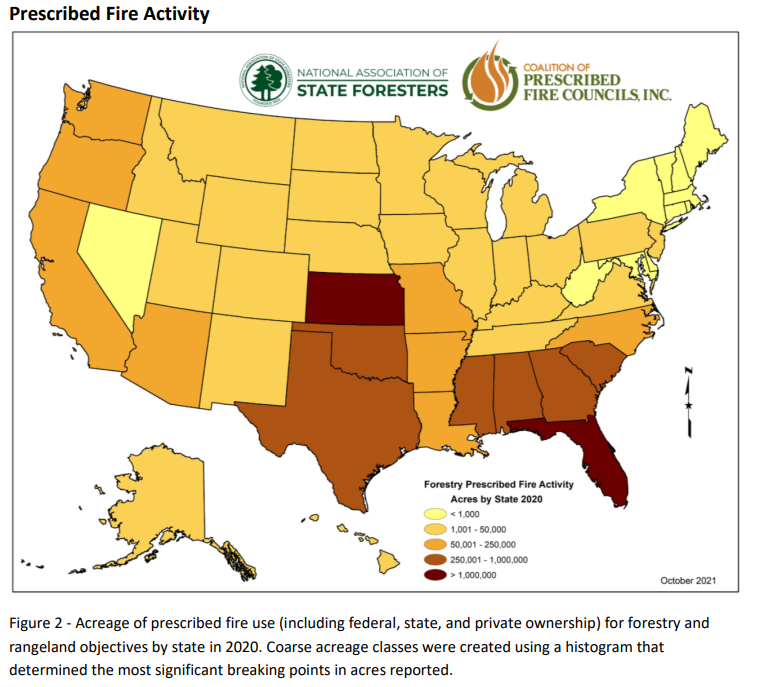 Prescribed Fire Activity
NATIONAL ASSOCIATION OF
STATE FORESTERS
COALITION OF
PRESCRIBED
FIRE COUNCILS, INC.
N
Forestry Prescribed Fire Activity
Acres by State 2020
< 1,000
1,001 - 50,000
50,001 - 250,000
250,001 - 1,000,000
> 1,000,000
October 2021
Figure 2 - Acreage of prescribed fire use (including federal, state, and private ownership) for forestry and
rangeland objectives by state in 2020. Coarse acreage classes were created using a histogram that
determined the most significant breaking points in acres reported.